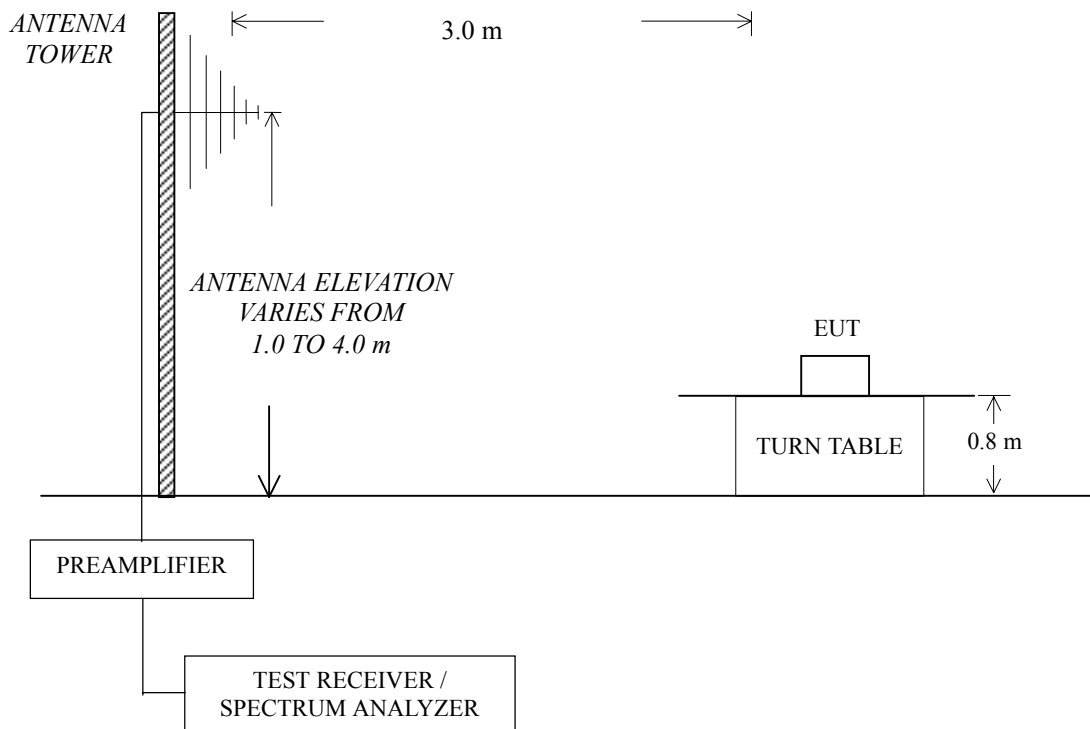 ANTENNA
TOWER
3.0 m
ANTENNA ELEVATION
VARIES FROM
1.0 TO 4.0 m
EUT
TURN TABLE
0.8 m
PREAMPLIFIER
TEST RECEIVER /
SPECTRUM ANALYZER